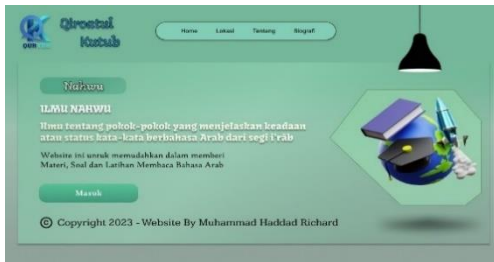 Qiroatul
Kutub
Home Lokasi Tentang Biografi
Nahwu
ILMU NAHWU
Ilmu tentang pokok-pokok yang menjelaskan keadaan
atau status kata-kata berbahasa Arab dari segi i'rab
Website ini untuk memudahkan dalam memberi
Materi, Soal dan Latihan Membaca Bahasa Arab
Masuk
© Copyright 2023 - Website By Muhammad Haddad Richard